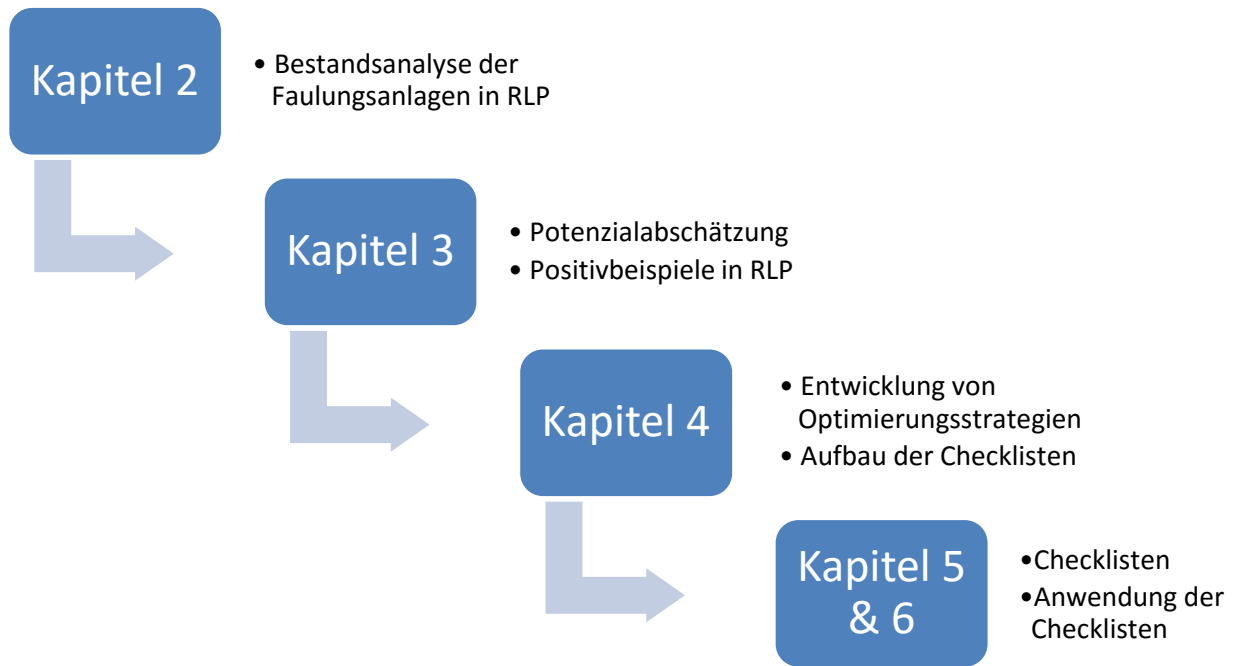 Kapitel 2
• Bestandsanalyse der
Faulungsanlagen in RLP
Kapitel 3
• Potenzialabschätzung
• Positivbeispiele in RLP
Kapitel 4
• Entwicklung von
Optimierungsstrategien
• Aufbau der Checklisten
Kapitel 5
& 6
•Checklisten
•Anwendung der
Checklisten